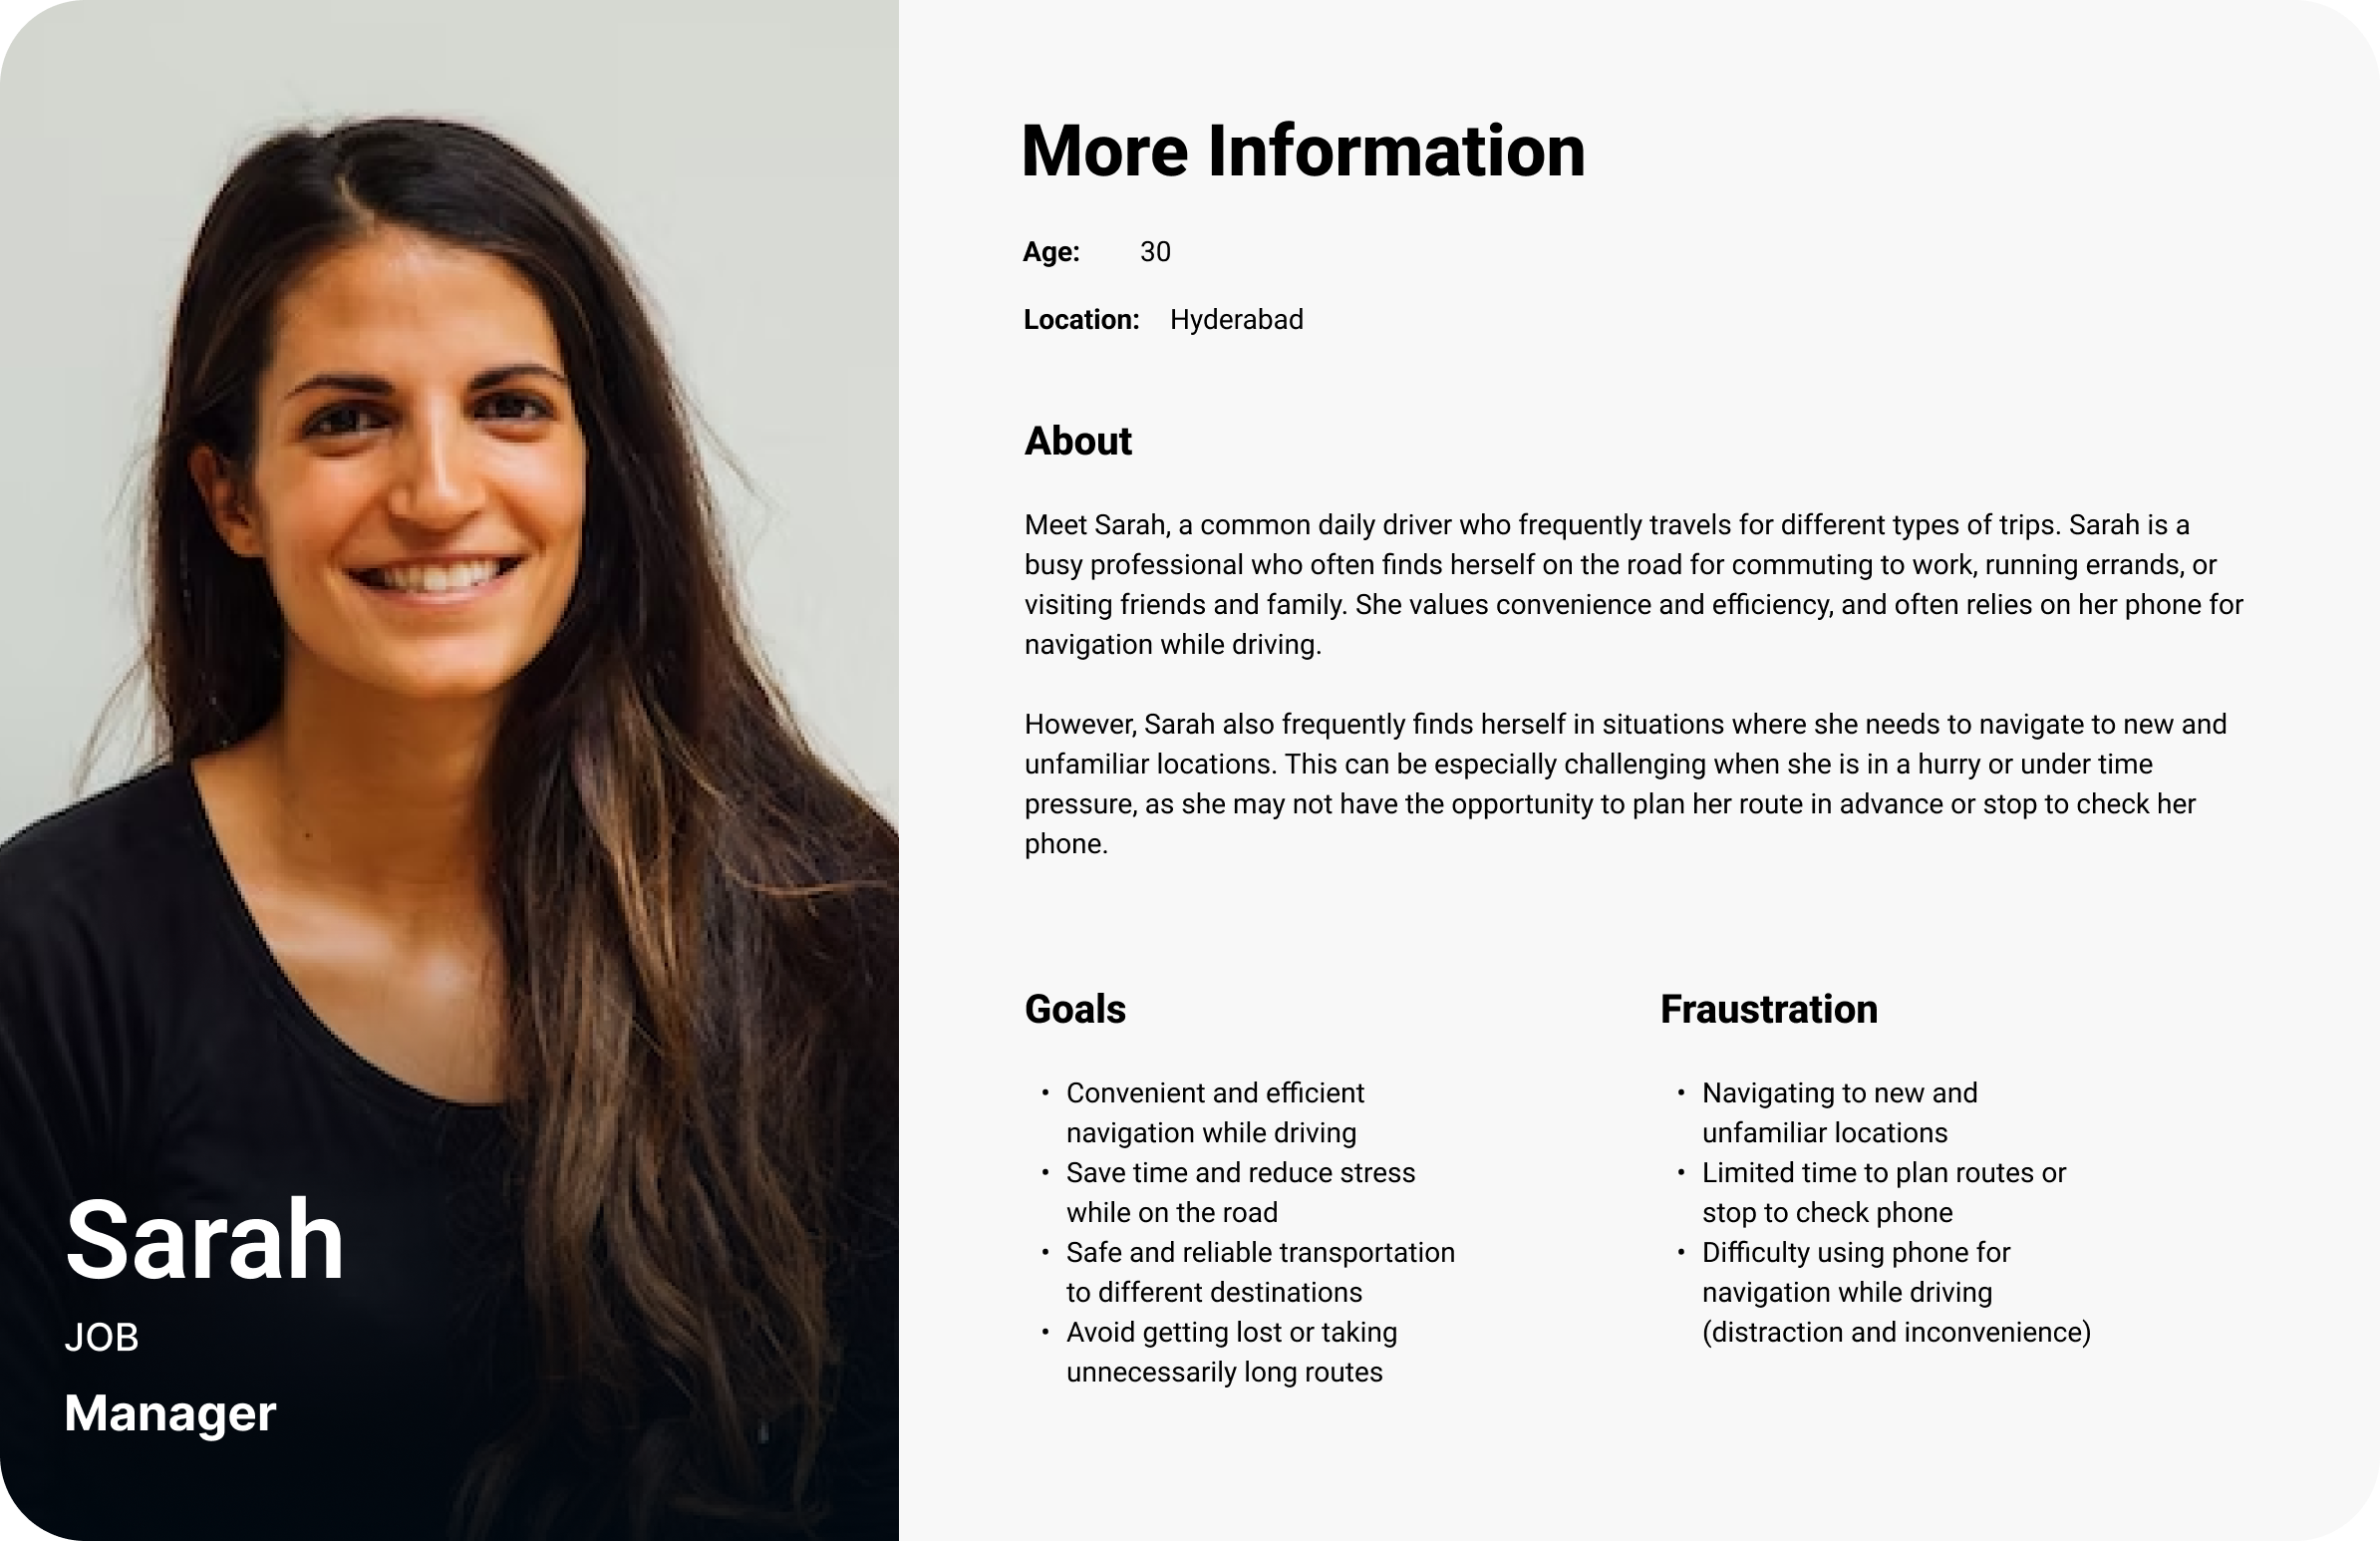 Sarah
JOB
Manager
More Information
Age: 30
Location: Hyderabad
About
Meet Sarah, a common daily driver who frequently travels for different types of trips. Sarah is a
busy professional who often finds herself on the road for commuting to work, running errands, or
visiting friends and family. She values convenience and efficiency, and often relies on her phone for
navigation while driving.
However, Sarah also frequently finds herself in situations where she needs to navigate to new and
unfamiliar locations. This can be especially challenging when she is in a hurry or under time
pressure, as she may not have the opportunity to plan her route in advance or stop to check her
phone.
Goals
• Convenient and efficient
navigation while driving
• Save time and reduce stress
while on the road
• Safe and reliable transportation
to different destinations
• Avoid getting lost or taking
unnecessarily long routes
Fraustration
• Navigating to new and
unfamiliar locations
• Limited time to plan routes or
stop to check phone
• Difficulty using phone for
navigation while driving
(distraction and inconvenience)